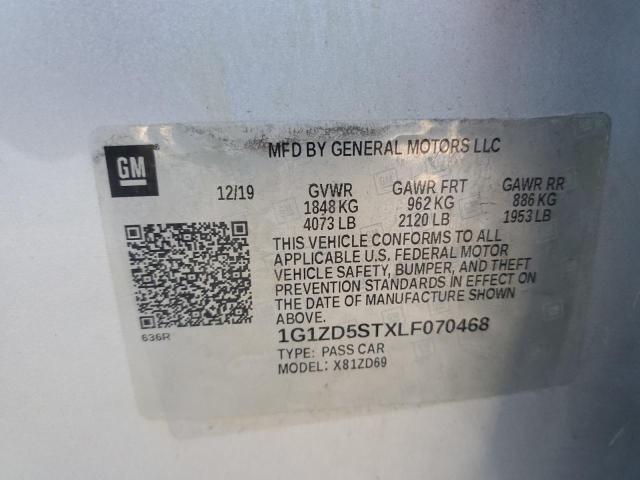 GM
MFD BY GENERAL MOTORS LLC
12/19 GVWR GAWR FRT GAWR RR
1848 KG 962 KG 886 KG
4073 LB 2120 LB 1953 LB
THIS VEHICLE CONFORMS TO ALL
APPLICABLE U.S. FEDERAL MOTOR
VEHICLE SAFETY, BUMPER, AND THEFT
PREVENTION STANDARDS IN EFFECT ON
THE DATE OF MANUFACTURE SHOWN
ABOVE.
636R
1G1ZD5STXLF070468
TYPE: PASS CAR
MODEL: X81ZD69